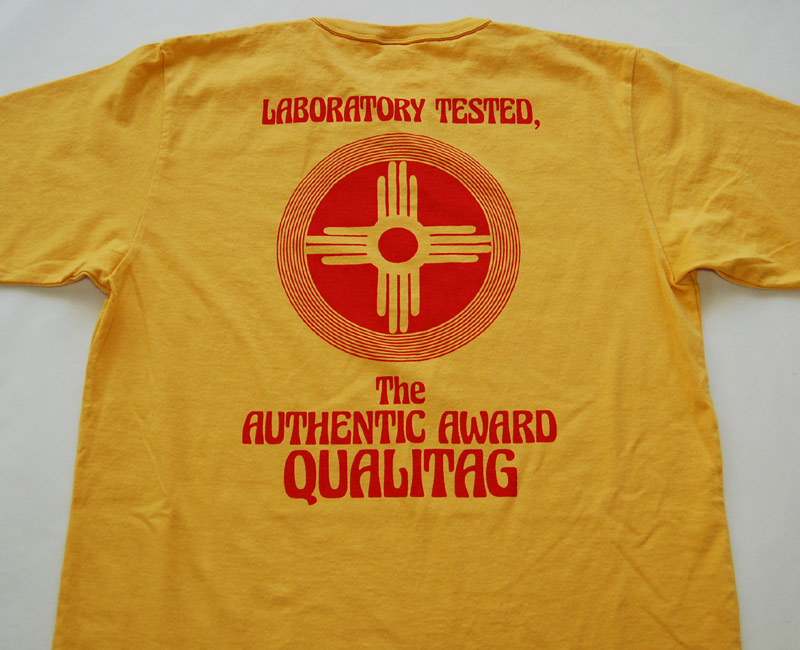 LABORATORY TESTED,
The
AUTHENTIC AWARD
QUALITAG